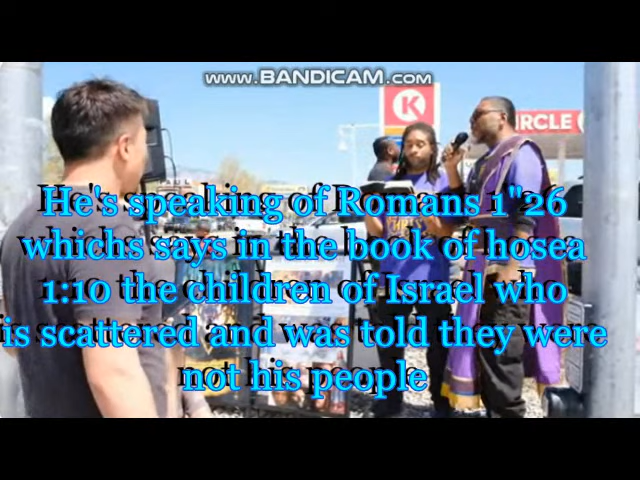 www.BANDICAM.com
K
CIRCLE
He's speaking of Romans 1"26
whichs says in the book of hosea
1:10 the children of Israel who
is scattered and was told they were
not his people